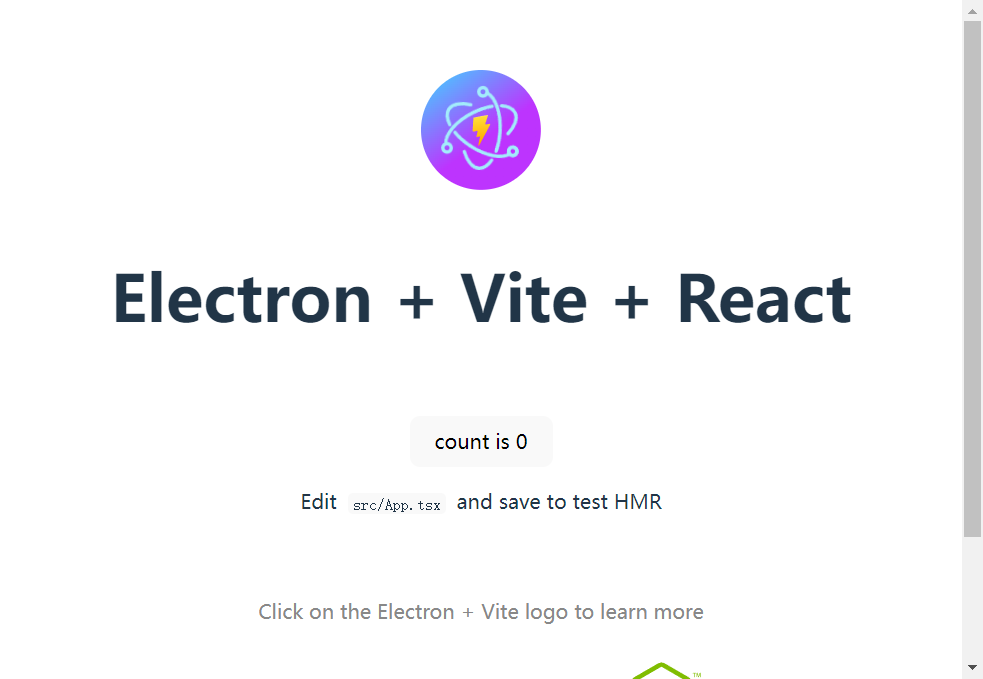 Electron + Vite + React
count is 0
Edit src/App.tsx and save to test HMR
Click on the Electron + Vite logo to learn more
TM